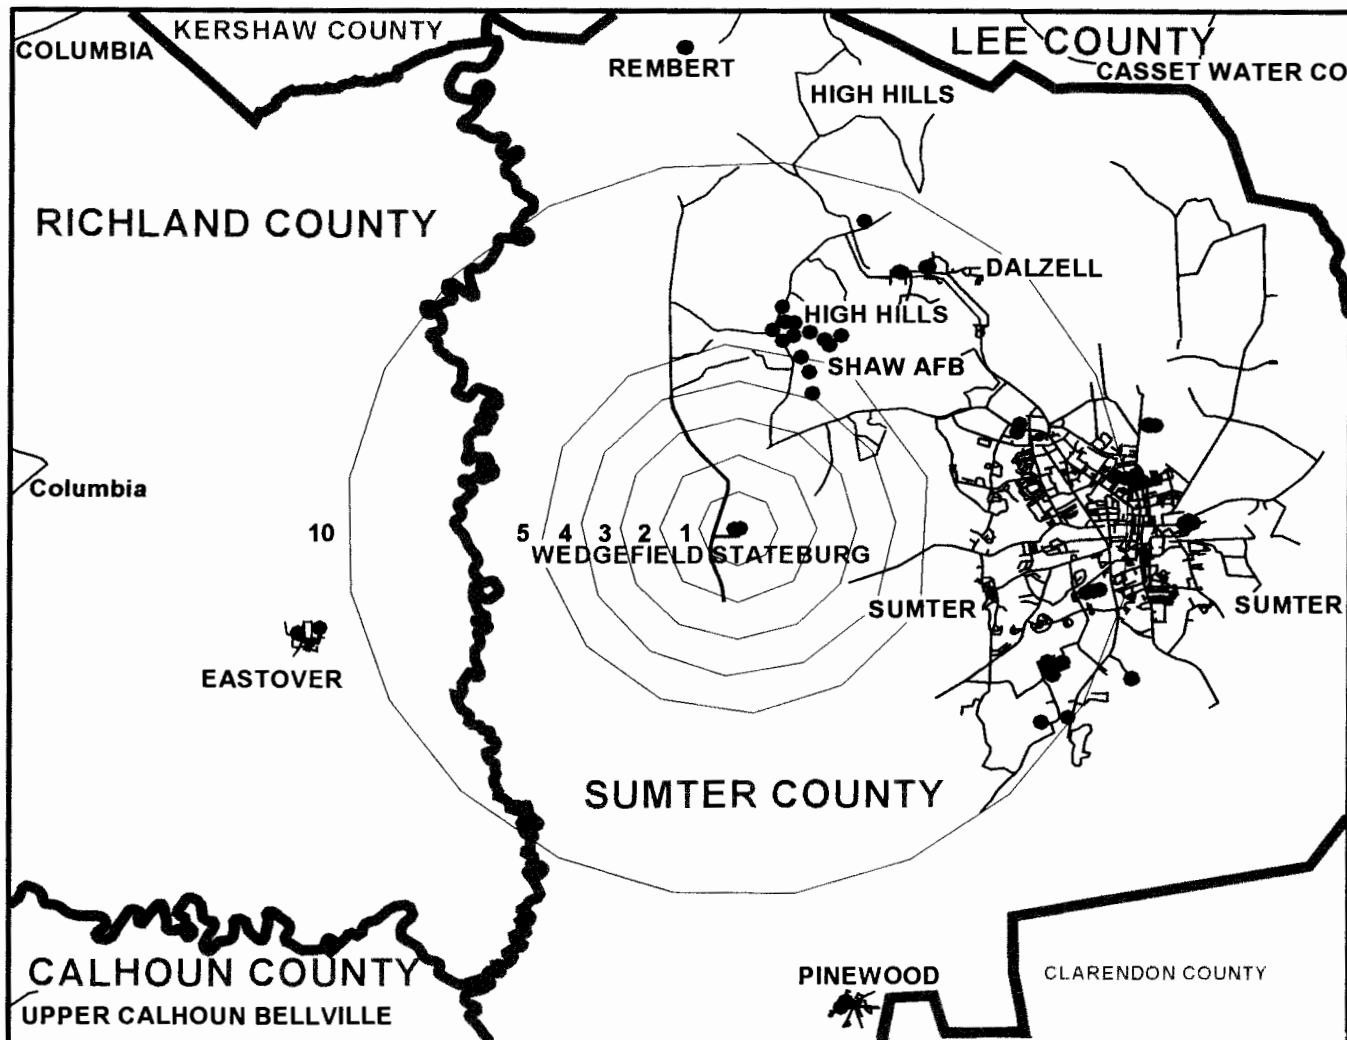 KERSHAW COUNTY
COLUMBIA
LEE COUNTY
REMBERT
CASSET WATER CO
HIGH HILLS
RICHLAND COUNTY
DALZELL
HIGH HILLS
SHAW AFB
Columbia
10 5 4 3 2 1
WEDGEFIELD STATEBURG
SUMTER
SUMTER
EASTOVER
SUMTER COUNTY
CALHOUN COUNTY
PINEWOOD
CLARENDON COUNTY
UPPER CALHOUN BELLVILLE